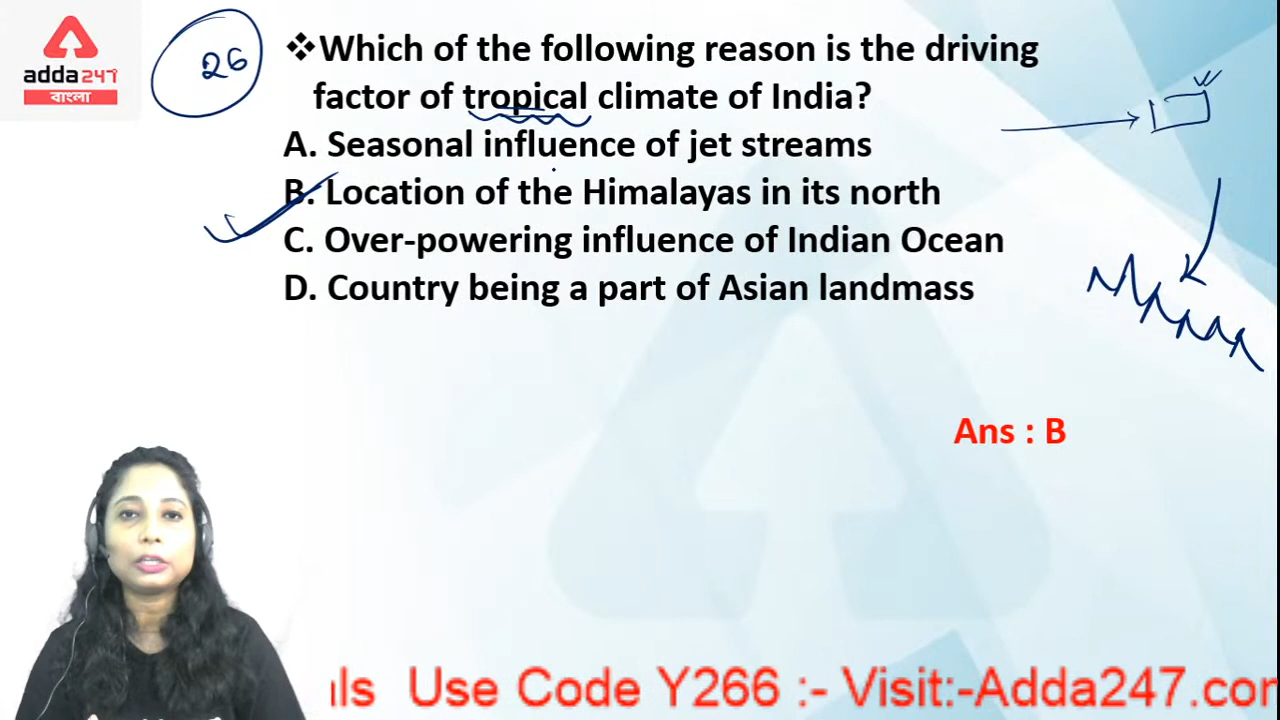 adda247
বাংলা
26
❖Which of the following reason is the driving
factor of tropical climate of India?
A. Seasonal influence of jet streams
B. Location of the Himalayas in its north
C. Over-powering influence of Indian Ocean
D. Country being a part of Asian landmass
Ans : B
Use Code Y266 :- Visit:-Adda247.com